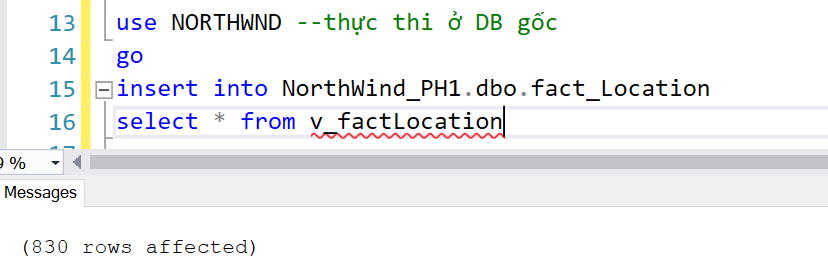 13 use NORTHWND --thực thi ở DB gốc
14 go
15 insert into NorthWind_PH1.dbo.fact_Location
16 select * from v_factLocation
9 %
Messages
(830 rows affected)